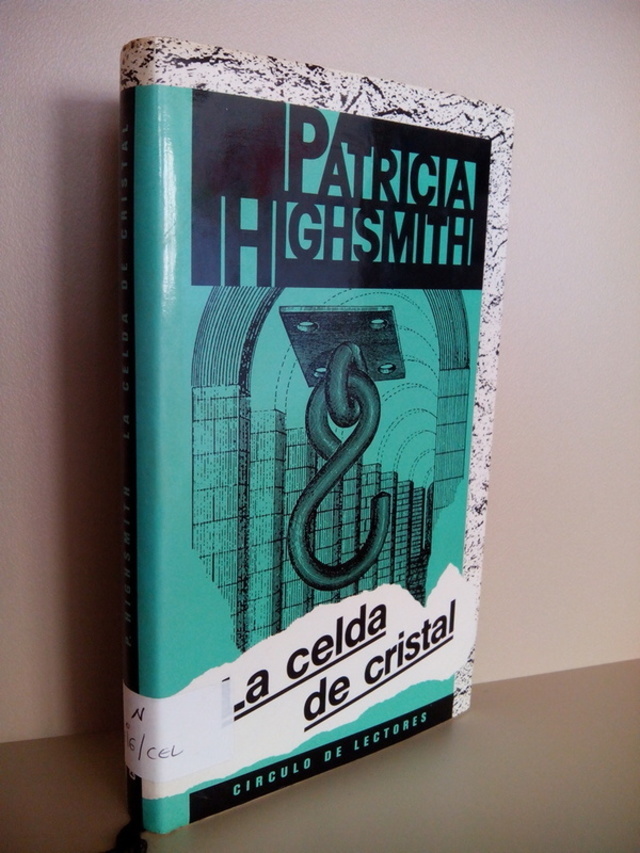 PATRICIA
HIGHSMITH
La celda
de cristal
CIRCULO DE LECTORES
P. HIGHSMITH LA CELDA DE CRISTAL
N
/CEL